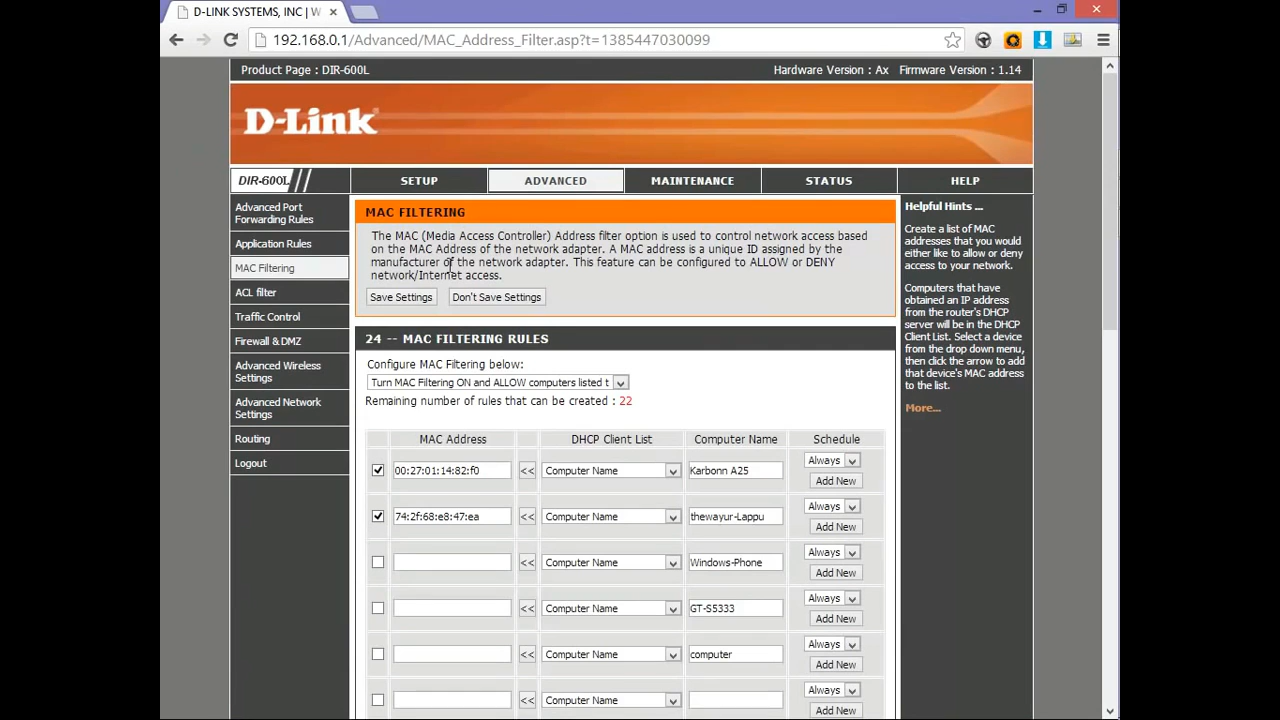 D-LINK SYSTEMS, INC | W
192.168.0.1/Advanced/MAC_Address_Filter.asp?t=1385447030099
Product Page : DIR-600L
Hardware Version : Ax
Firmware Version : 1.14
D-Link
DIR-600L
SETUP
ADVANCED
MAINTENANCE
STATUS
HELP
Advanced Port
Forwarding Rules
Application Rules
MAC Filtering
ACL filter
Traffic Control
Firewall & DMZ
Advanced Wireless
Settings
Advanced Network
Settings
Routing
Logout
MAC FILTERING
The MAC (Media Access Controller) Address filter option is used to control network access based
on the MAC Address of the network adapter. A MAC address is a unique ID assigned by the
manufacturer of the network adapter. This feature can be configured to ALLOW or DENY
network/Internet access.
Save Settings
Don't Save Settings
24 -- MAC FILTERING RULES
Configure MAC Filtering below:
Turn MAC Filtering ON and ALLOW computers listed t
Remaining number of rules that can be created : 22
MAC Address
DHCP Client List
Computer Name
Schedule
00:27:01:14:82:f0
<<
Computer Name
Karbonn A25
Always
Add New
74:2f:68:e8:47:ea
<<
Computer Name
thewayur-Lappu
Always
Add New
<<
Computer Name
Windows-Phone
Always
Add New
<<
Computer Name
GT-S5333
Always
Add New
<<
Computer Name
computer
Always
Add New
<<
Computer Name
Always
Add New
Helpful Hints ...
Create a list of MAC
addresses that you would
either like to allow or deny
access to your network.
Computers that have
obtained an IP address
from the router's DHCP
server will be in the DHCP
Client List. Select a device
from the drop down menu,
then click the arrow to add
that device's MAC address
to the list.
More...